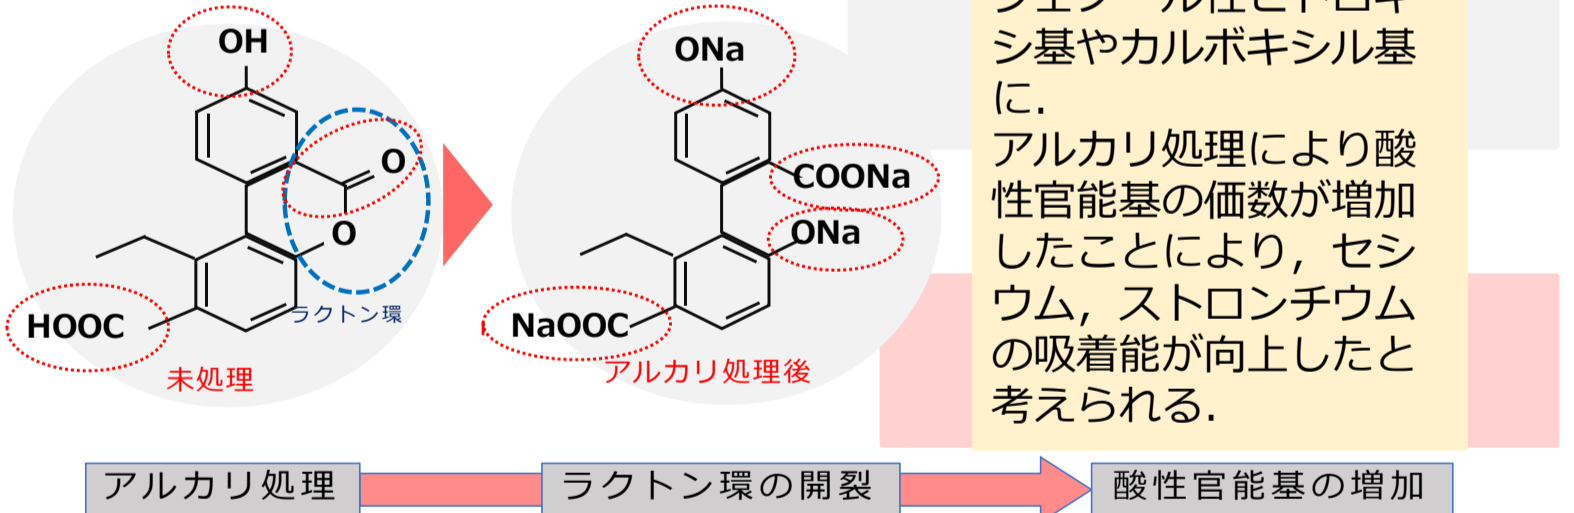 OH
O
O
ラクトン環
HOOC
未処理
ONa
COONa
ONa
NaOOC
アルカリ処理後
シ基やカルボキシル基
に.
アルカリ処理により酸
性官能基の価数が増加
したことにより，セシ
ウム，ストロンチウム
の吸着能が向上したと
考えられる.
アルカリ処理
ラクトン環の開裂
酸性官能基の増加